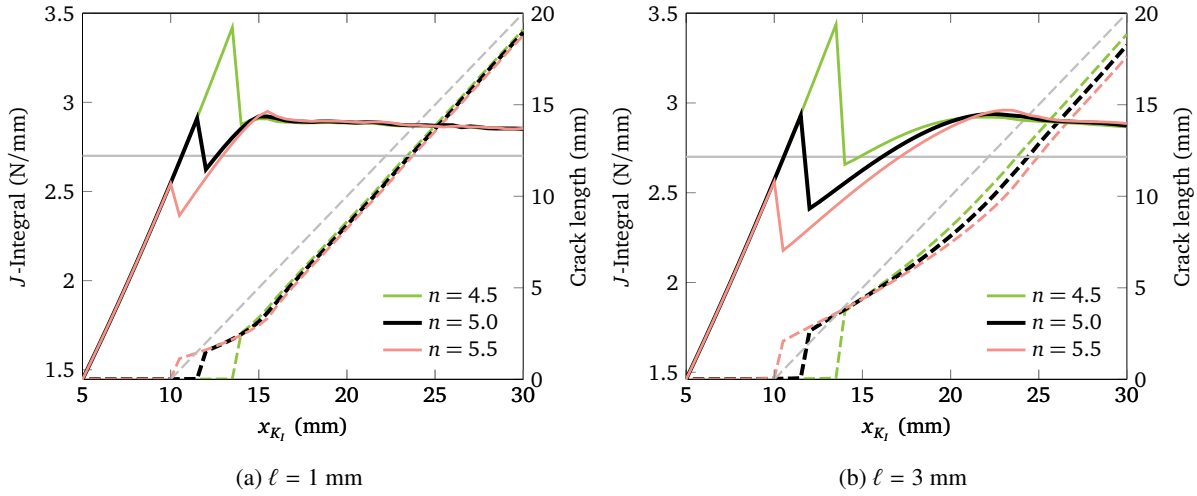 3.5
3
2.5
2
1.5
J-Integral (N/mm)
20
15
10
5
0
Crack length (mm)
n = 4.5
n = 5.0
n = 5.5
5 10 15 20 25 30
x_{K_I} (mm)
(a) ℓ = 1 mm
3.5
3
2.5
2
1.5
J-Integral (N/mm)
20
15
10
5
0
Crack length (mm)
n = 4.5
n = 5.0
n = 5.5
5 10 15 20 25 30
x_{K_I} (mm)
(b) ℓ = 3 mm